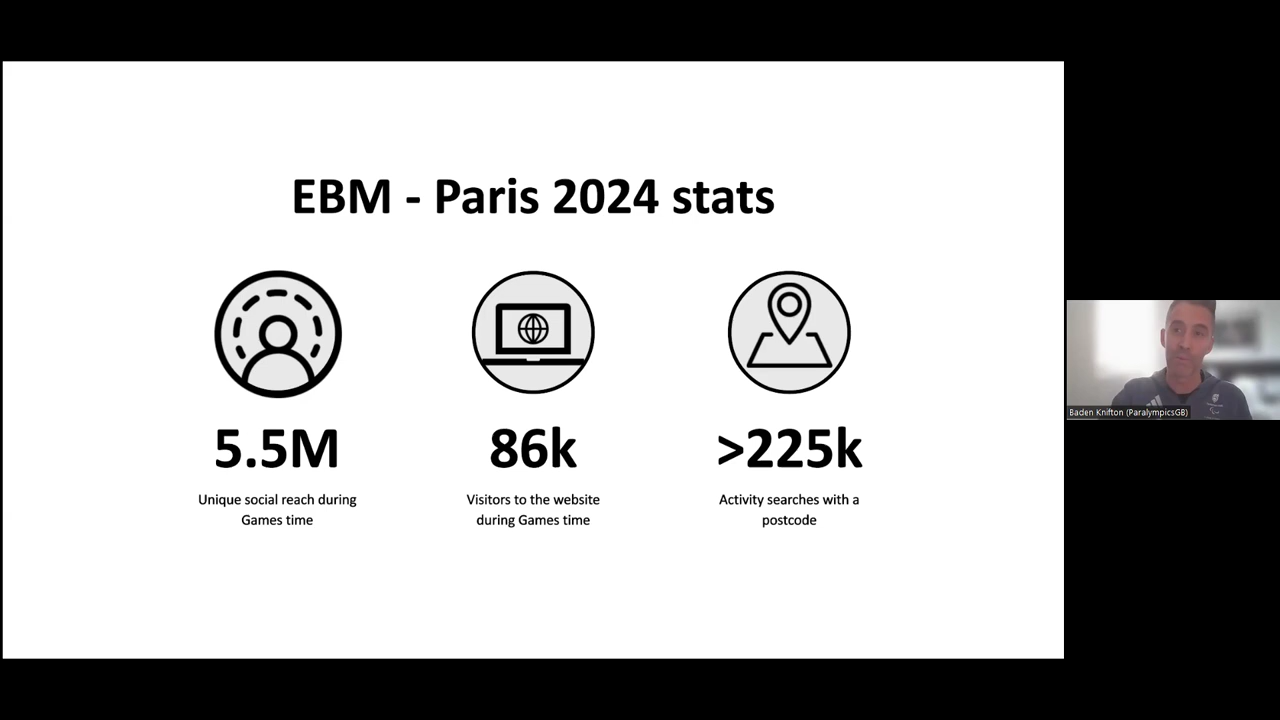 EBM - Paris 2024 stats
5.5M
Unique social reach during
Games time
86k
Visitors to the website
during Games time
>225k
Activity searches with a
postcode
Baden Knifton (ParalympicsGB)